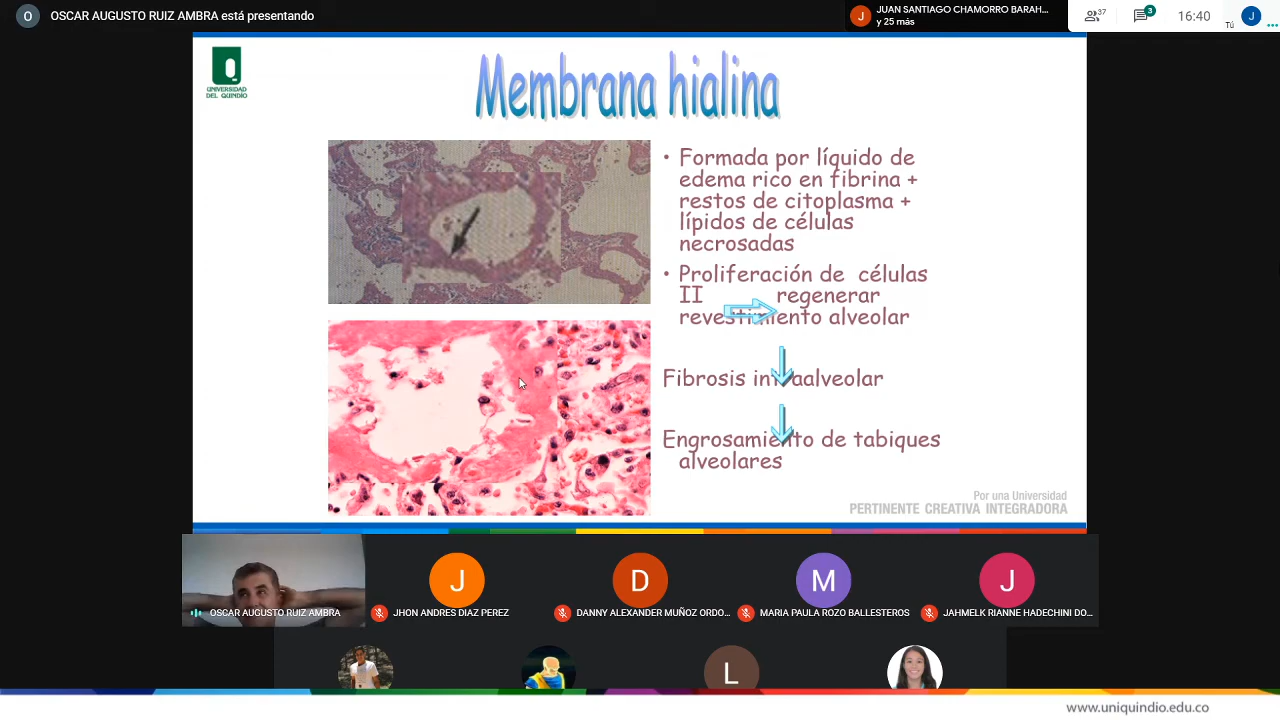 O OSCAR AUGUSTO RUIZ AMBRA está presentando
J JUAN SANTIAGO CHAMORRO BARAH...
y 25 más
37
3
16:40
Tú
J
UNIVERSIDAD
DEL QUINDÍO
Membrana hialina
• Formada por líquido de
edema rico en fibrina +
restos de citoplasma +
lípidos de células
necrosadas
• Proliferación de células
II regenerar
revestimiento alveolar
Fibrosis intraalveolar
Engrosamiento de tabiques
alveolares
Por una Universidad
PERTINENTE CREATIVA INTEGRADORA
J
D
M
J
OSCAR AUGUSTO RUIZ AMBRA
JHON ANDRES DIAZ PEREZ
DANNY ALEXANDER MUÑOZ ORDO...
MARIA PAULA ROZO BALLESTEROS
JAHMELK RIANNE HADECHINI DO...
L
www.uniquindio.edu.co